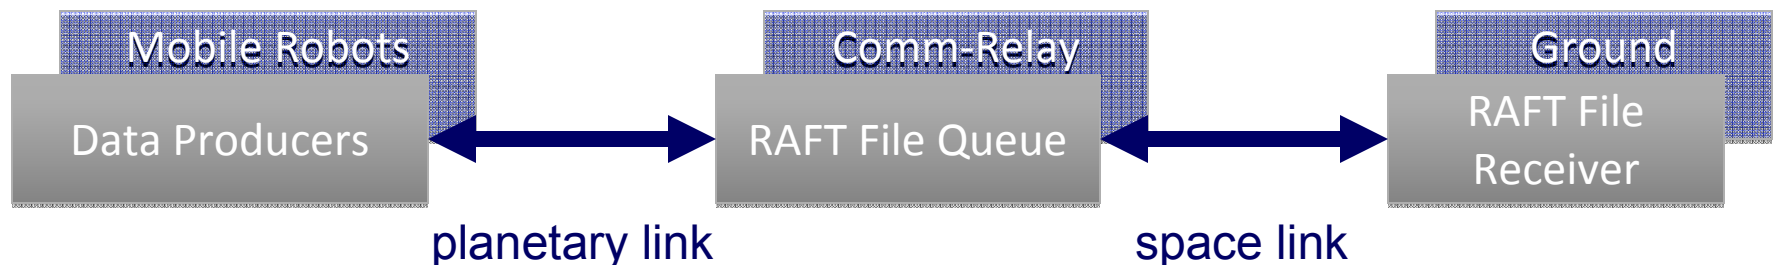 Mobile Robots
Data Producers
planetary link
Comm-Relay
RAFT File Queue
space link
Ground
RAFT File
Receiver